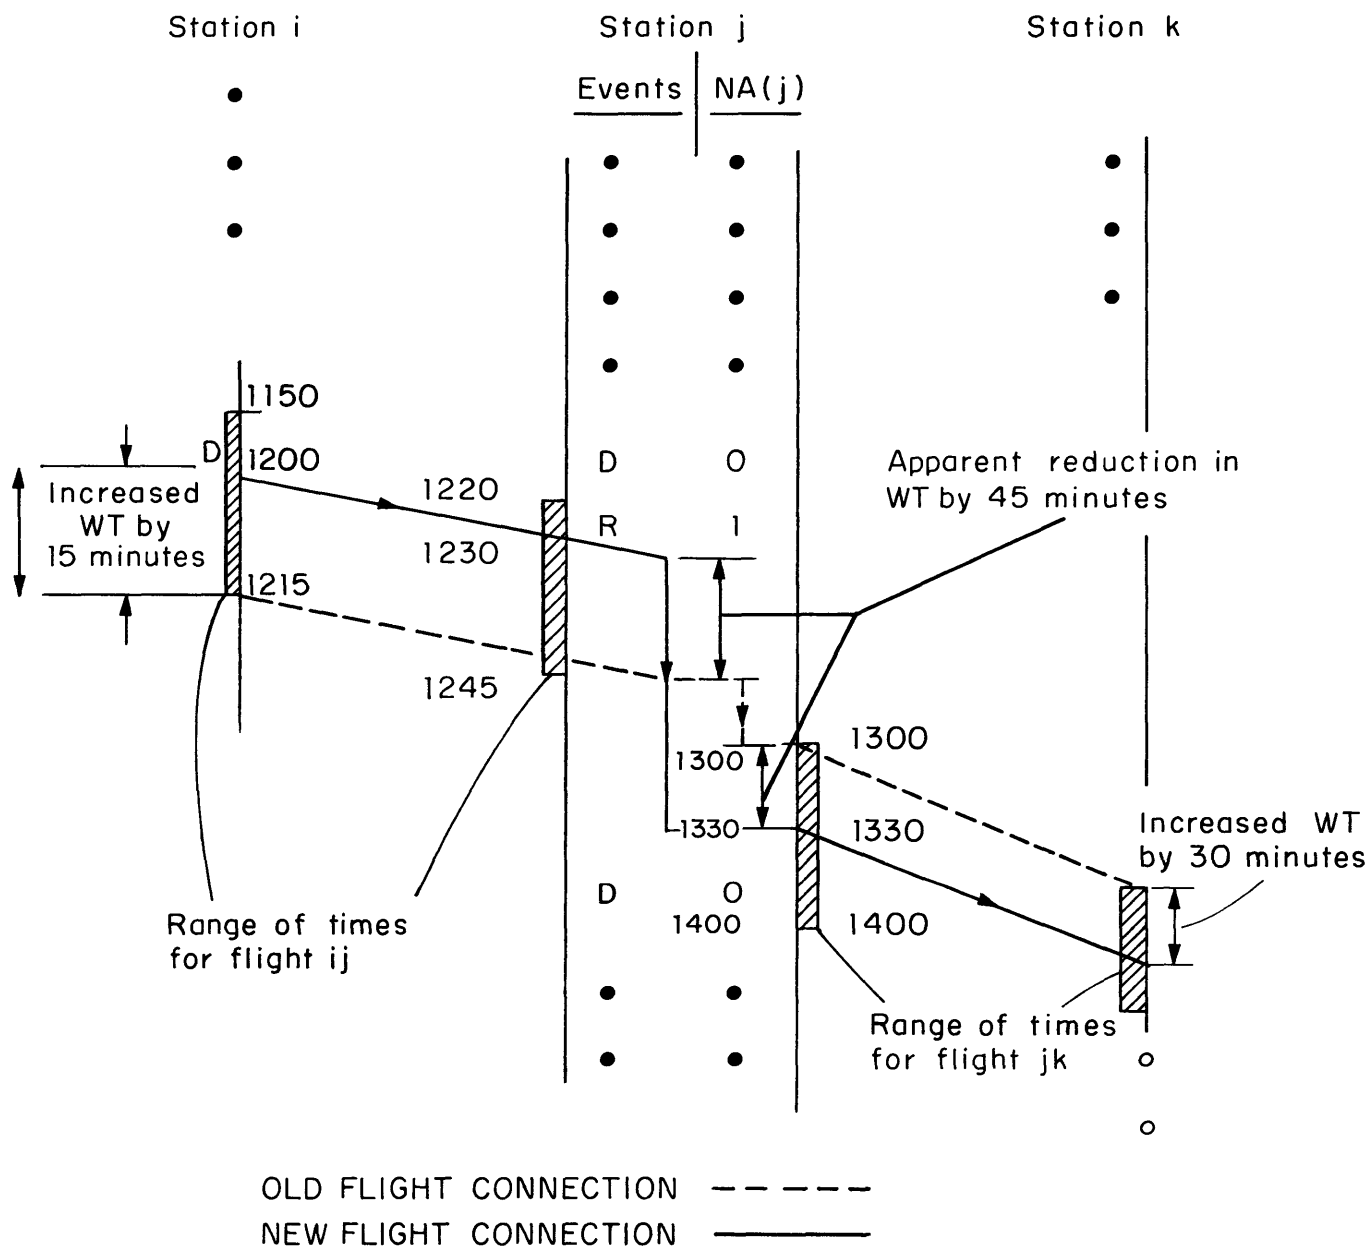 Station i
Station j
Station k
Events
NA(j)
1150
D
1200
Increased
WT by
15 minutes
1215
1220
1230
1245
D O
R 1
Apparent reduction in
WT by 45 minutes
1300
1330
D O
1400
1300
1330
1400
Increased WT
by 30 minutes
Range of times
for flight ij
Range of times
for flight jk
OLD FLIGHT CONNECTION
NEW FLIGHT CONNECTION